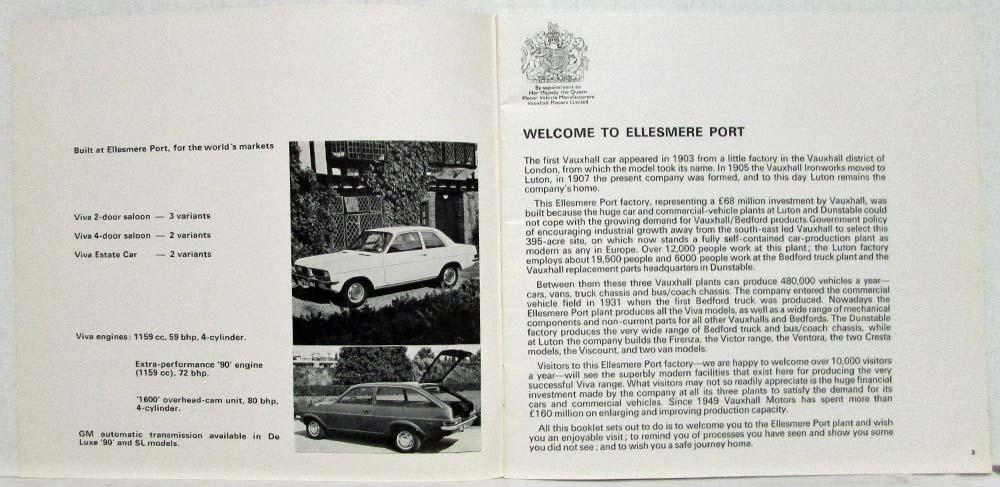 Built at Ellesmere Port, for the world's markets
Viva 2-door saloon — 3 variants
Viva 4-door saloon — 2 variants
Viva Estate Car — 2 variants
Viva engines: 1159 cc, 59 bhp, 4-cylinder.
Extra-performance '90' engine
(1159 cc), 72 bhp.
'1600' overhead-cam unit, 80 bhp,
4-cylinder.
GM automatic transmission available in De
Luxe '90' and SL models.
By appointment to
Her Majesty the Queen
Motor Vehicle Manufacturers
Vauxhall Motors Limited
WELCOME TO ELLESMERE PORT
The first Vauxhall car appeared in 1903 from a little factory in the Vauxhall district of
London, from which the model took its name. In 1905 the Vauxhall Ironworks moved to
Luton, in 1907 the present company was formed, and to this day Luton remains the
company's home.
This Ellesmere Port factory, representing a £68 million investment by Vauxhall, was
built because the huge car and commercial-vehicle plants at Luton and Dunstable could
not cope with the growing demand for Vauxhall/Bedford products. Government policy
of encouraging industrial growth away from the south-east led Vauxhall to select this
395-acre site, on which now stands a fully self-contained car-production plant as
modern as any in Europe. Over 12,000 people work at this plant; the Luton factory
employs about 19,500 people and 6000 people work at the Bedford truck plant and the
Vauxhall replacement parts headquarters in Dunstable.
Between them these three Vauxhall plants can produce 480,000 vehicles a year—
cars, vans, truck chassis and bus/coach chassis. The company entered the commercial
vehicle field in 1931 when the first Bedford truck was produced. Nowadays the
Ellesmere Port plant produces all the Viva models, as well as a wide range of mechanical
components and non-current parts for all other Vauxhalls and Bedfords. The Dunstable
factory produces the very wide range of Bedford truck and bus/coach chassis, while
at Luton the company builds the Firenza, the Victor range, the Ventora, the two Cresta
models, the Viscount, and two van models.
Visitors to this Ellesmere Port factory—we are happy to welcome over 10,000 visitors
a year—will see the superbly modern facilities that exist here for producing the very
successful Viva range. What visitors may not so readily appreciate is the huge financial
investment made by the company at all its three plants to satisfy the demand for its
cars and commercial vehicles. Since 1949 Vauxhall Motors has spent more than
£160 million on enlarging and improving production capacity.
All this booklet sets out to do is to welcome you to the Ellesmere Port plant and wish
you an enjoyable visit; to remind you of processes you have seen and show you some
you did not see; and to wish you a safe journey home.
3